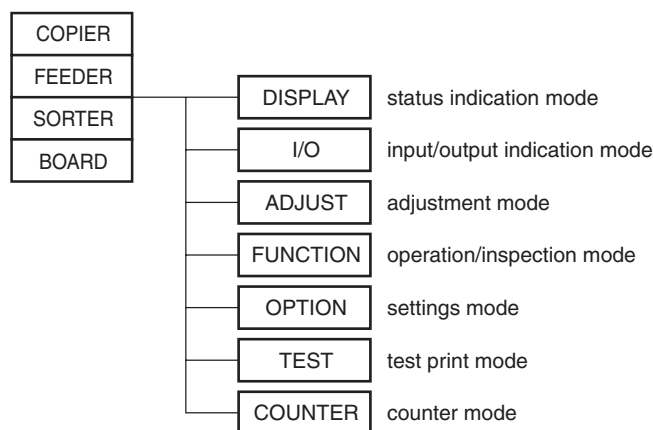 COPIER
FEEDER
SORTER
BOARD
DISPLAY status indication mode
I/O input/output indication mode
ADJUST adjustment mode
FUNCTION operation/inspection mode
OPTION settings mode
TEST test print mode
COUNTER counter mode